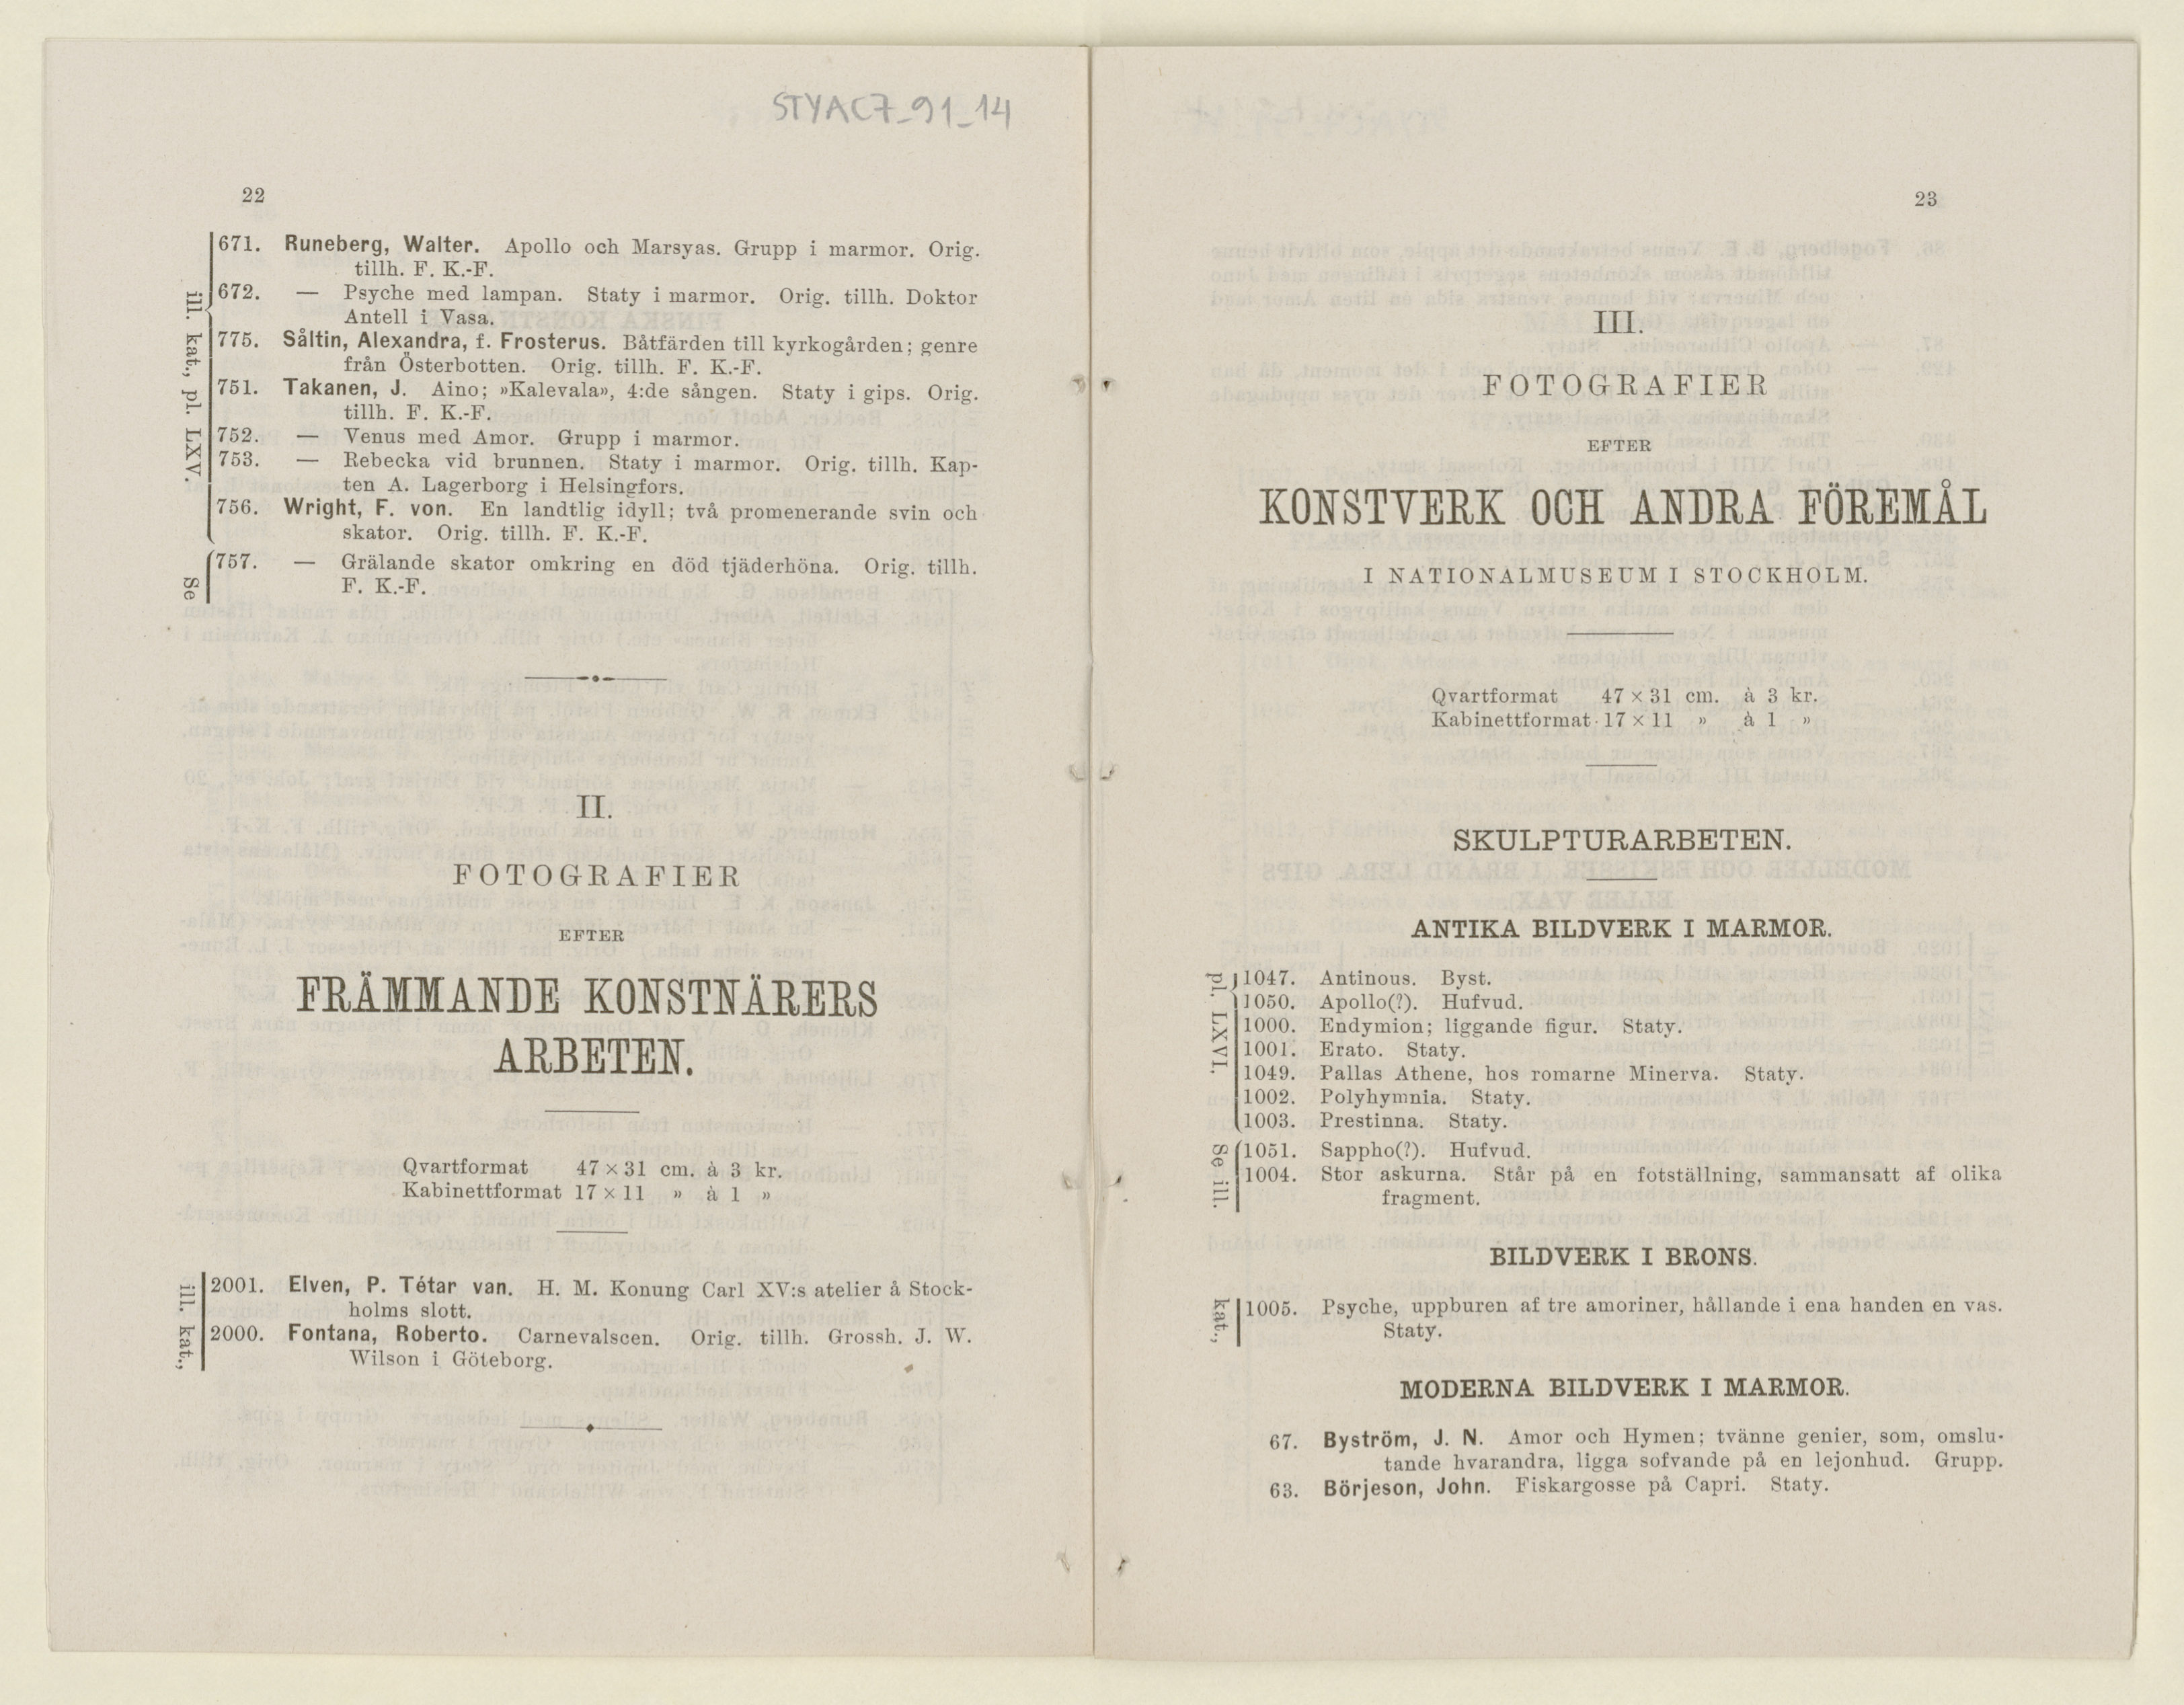 STYAC7_91_14
22
671. Runeberg, Walter. Apollo och Marsyas. Grupp i marmor. Orig.
tillh. F. K.-F.
672. — Psyche med lampan. Staty i marmor. Orig. tillh. Doktor
Antell i Vasa.
775. Såltin, Alexandra, f. Frosterus. Båtfärden till kyrkogården; genre
från Österbotten. Orig. tillh. F. K.-F.
751. Takanen, J. Aino; »Kalevala», 4:de sången. Staty i gips. Orig.
tillh. F. K.-F.
752. — Venus med Amor. Grupp i marmor.
753. — Rebecka vid brunnen. Staty i marmor. Orig. tillh. Kap-
ten A. Lagerborg i Helsingfors.
756. Wright, F. von. En landtlig idyll; två promenerande svin och
skator. Orig. tillh. F. K.-F.
757. — Grälande skator omkring en död tjäderhöna. Orig. tillh.
F. K.-F.
Se
ill. kat., pl. LXV.
II.
FOTOGRAFIER
EFTER
FRÄMMANDE KONSTNÄRERS
ARBETEN.
Qvartformat 47 × 31 cm. à 3 kr.
Kabinettformat 17 × 11 » à 1 »
2001. Elven, P. Tétar van. H. M. Konung Carl XV:s atelier å Stock-
holms slott.
2000. Fontana, Roberto. Carnevalscen. Orig. tillh. Grossh. J. W.
Wilson i Göteborg.
ill. kat.,
23
III.
FOTOGRAFIER
EFTER
KONSTVERK OCH ANDRA FÖREMÅL
I NATIONALMUSEUM I STOCKHOLM.
Qvartformat 47 × 31 cm. à 3 kr.
Kabinettformat 17 × 11 » à 1 »
SKULPTURARBETEN.
ANTIKA BILDVERK I MARMOR.
1047. Antinous. Byst.
1050. Apollo(?). Hufvud.
1000. Endymion; liggande figur. Staty.
1001. Erato. Staty.
1049. Pallas Athene, hos romarne Minerva. Staty.
1002. Polyhymnia. Staty.
1003. Prestinna. Staty.
1051. Sappho(?). Hufvud.
1004. Stor askurna. Står på en fotställning, sammansatt af olika
fragment.
pl. LXVI.
Se ill.
BILDVERK I BRONS.
kat.,
1005. Psyche, uppburen af tre amoriner, hållande i ena handen en vas.
Staty.
MODERNA BILDVERK I MARMOR.
67. Byström, J. N. Amor och Hymen; tvänne genier, som, omslu-
tande hvarandra, ligga sofvande på en lejonhud. Grupp.
63. Börjeson, John. Fiskargosse på Capri. Staty.